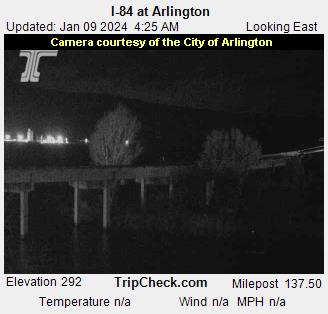 I-84 at Arlington
Updated: Jan 09 2024 4:25 AM Looking East
Camera courtesy of the City of Arlington
Elevation 292 TripCheck.com Milepost 137.50
Temperature n/a Wind n/a MPH n/a